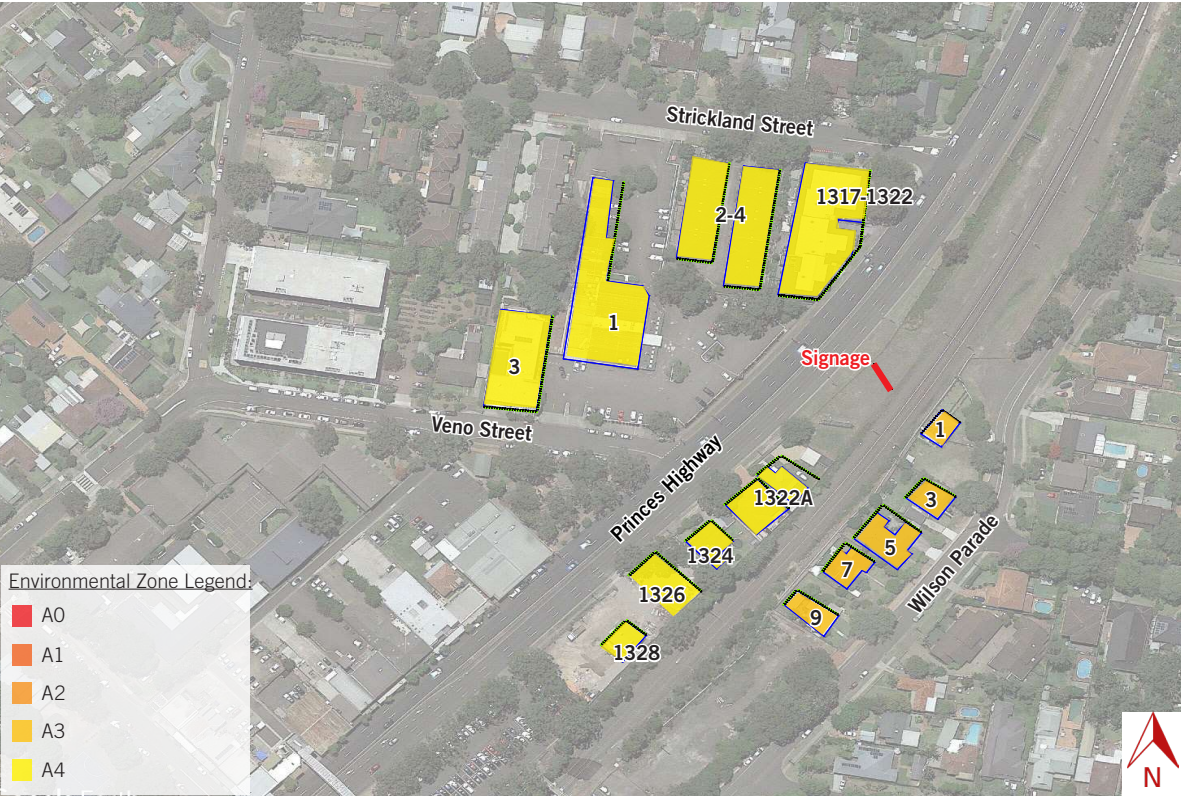 Strickland Street
1317-1322
2-4
1
3
Signage
Veno Street
1
Princes Highway
1322A
3
1324
5
Wilson Parade
7
1326
9
1328
Environmental Zone Legend:
A0
A1
A2
A3
A4
N